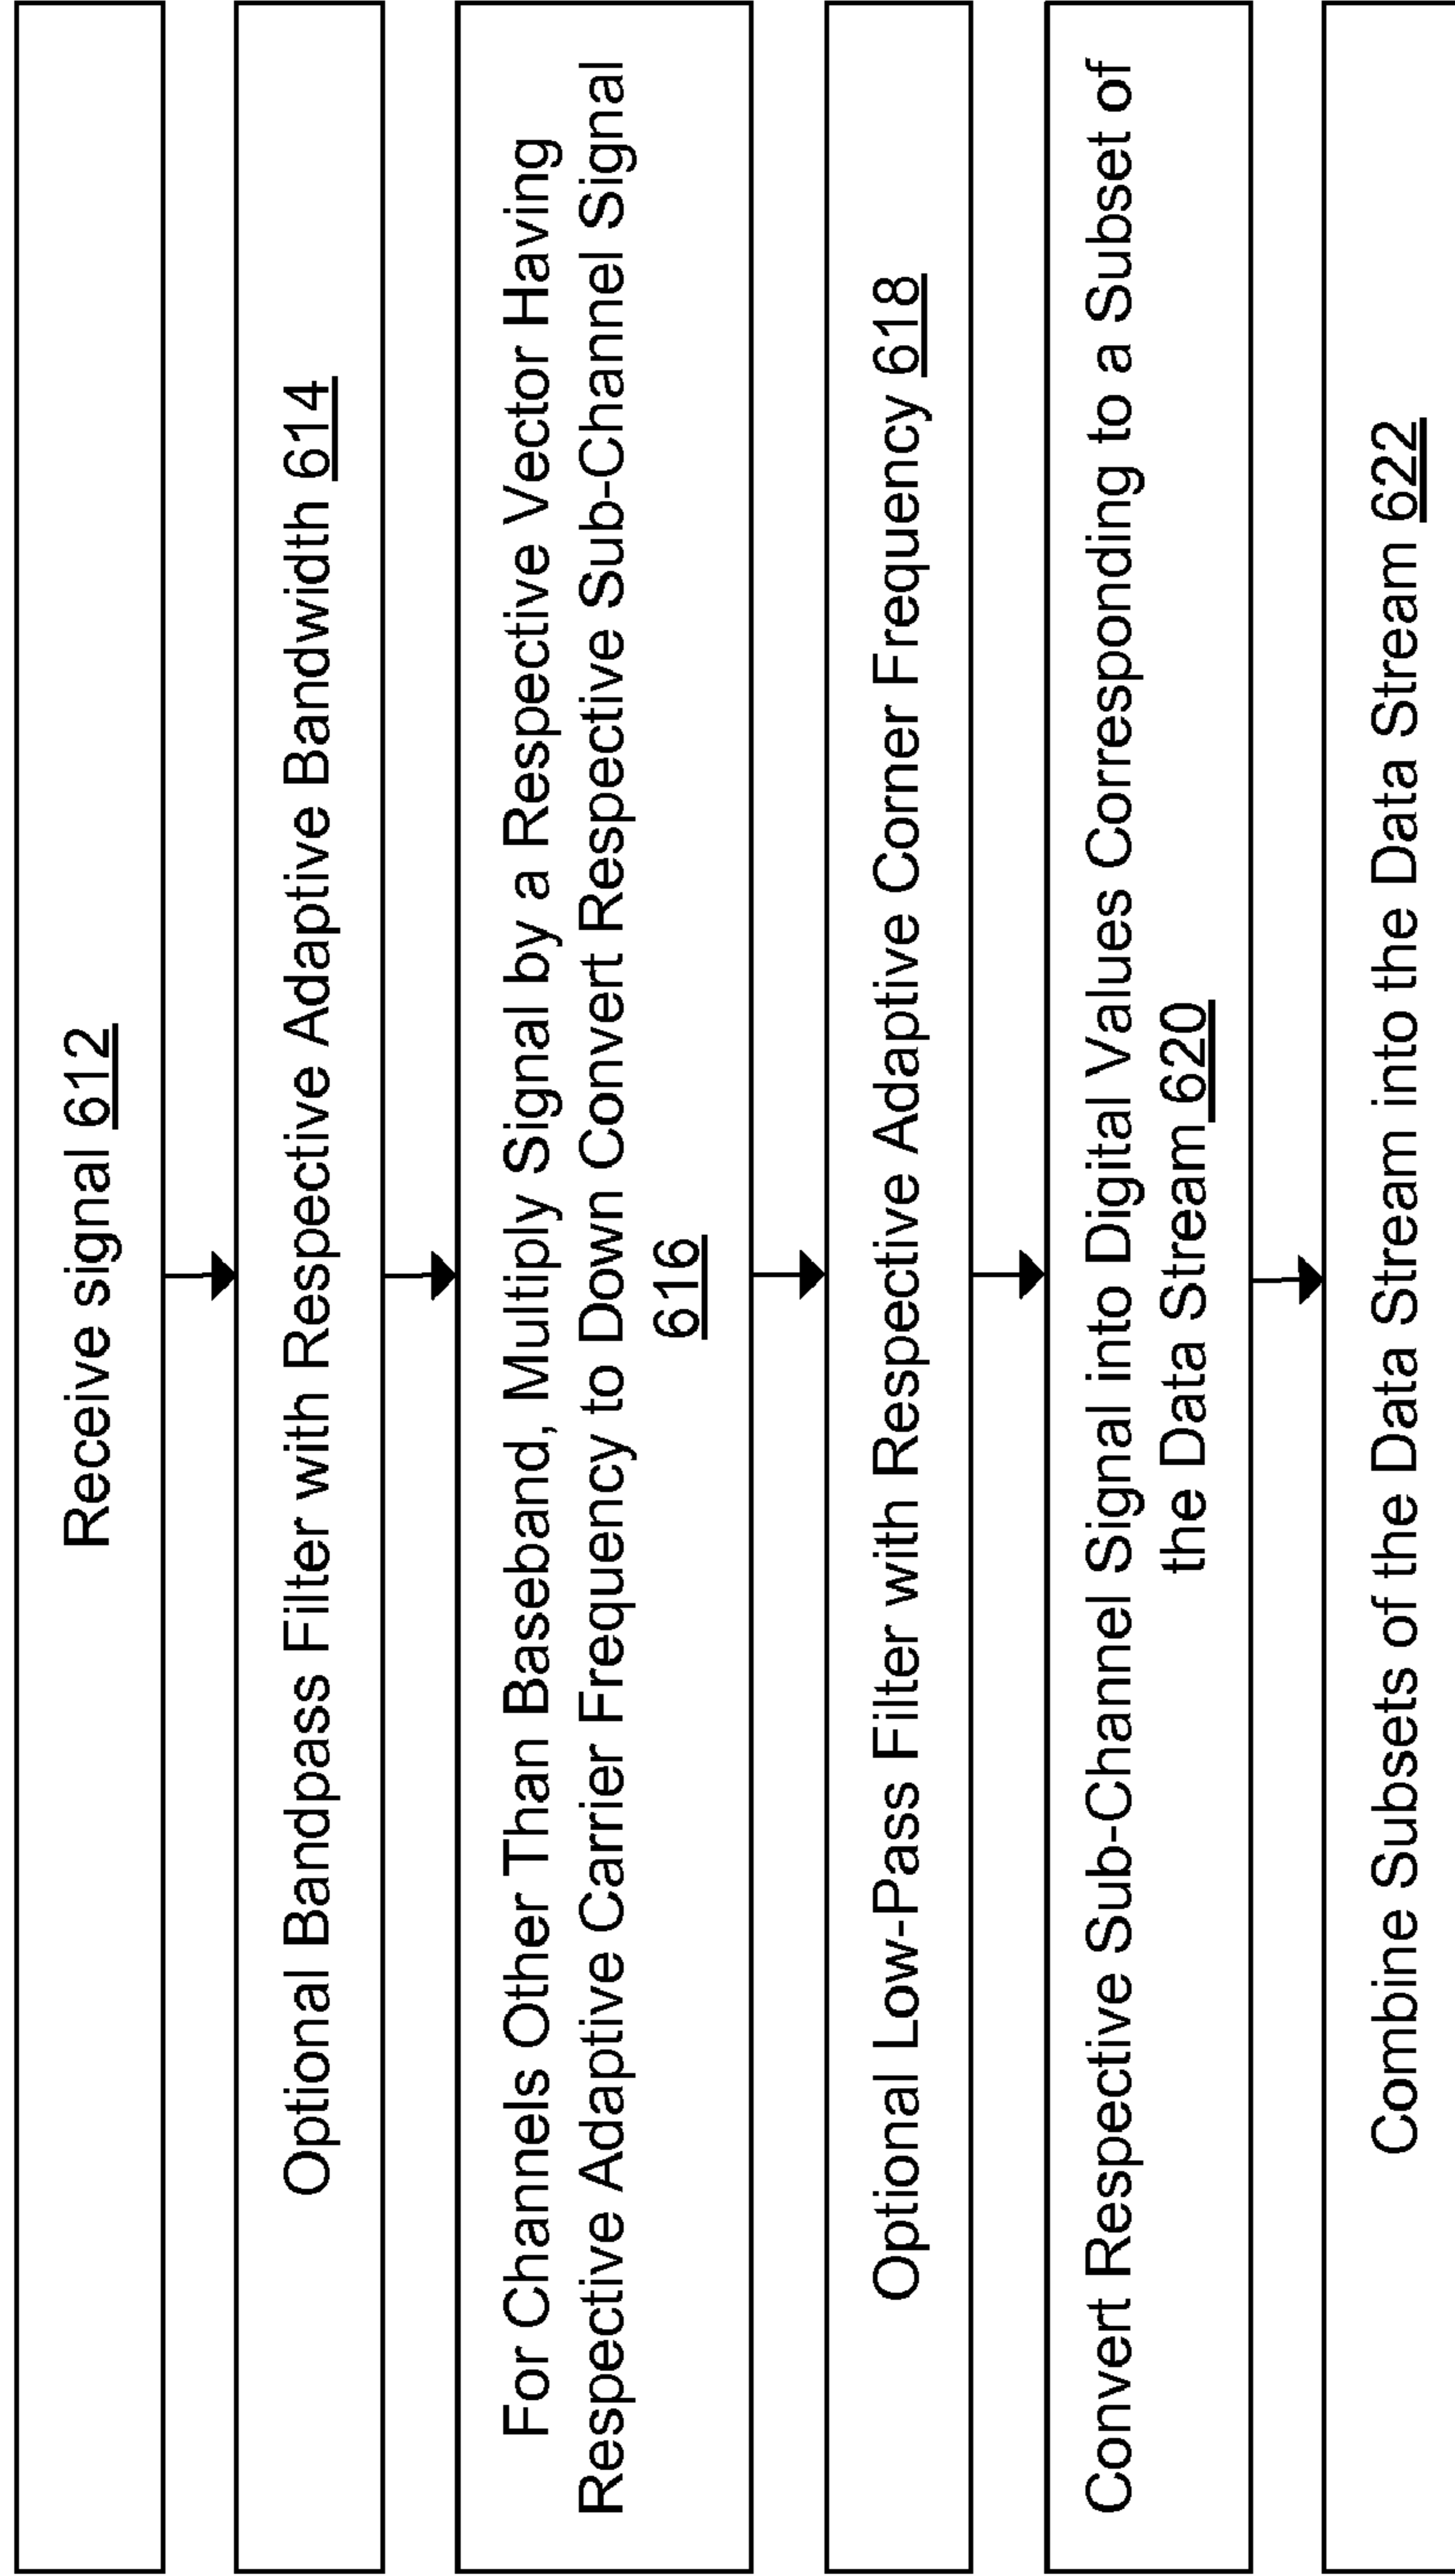 Receive signal 612
Optional Bandpass Filter with Respective Adaptive Bandwidth 614
For Channels Other Than Baseband, Multiply Signal by a Respective Vector Having
Respective Adaptive Carrier Frequency to Down Convert Respective Sub-Channel Signal
616
Optional Low-Pass Filter with Respective Adaptive Corner Frequency 618
Convert Respective Sub-Channel Signal into Digital Values Corresponding to a Subset of
the Data Stream 620
Combine Subsets of the Data Stream into the Data Stream 622